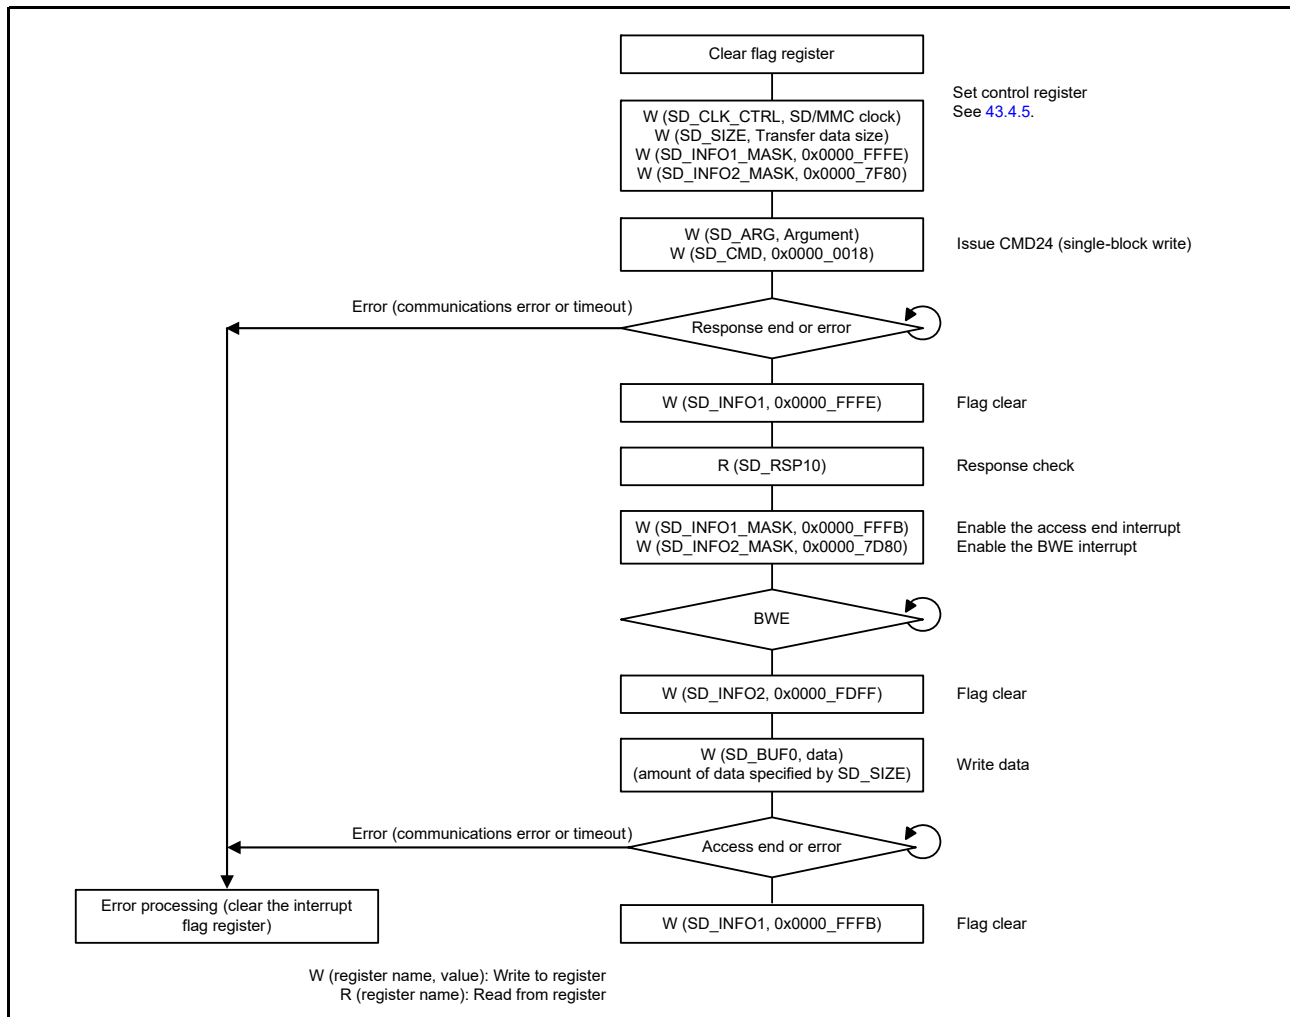 Clear flag register
Set control register
See 43.4.5.
W (SD_CLK_CTRL, SD/MMC clock)
W (SD_SIZE, Transfer data size)
W (SD_INFO1_MASK, 0x0000_FFFE)
W (SD_INFO2_MASK, 0x0000_7F80)
W (SD_ARG, Argument)
W (SD_CMD, 0x0000_0018)
Issue CMD24 (single-block write)
Error (communications error or timeout)
Response end or error
W (SD_INFO1, 0x0000_FFFE)
Flag clear
R (SD_RSP10)
Response check
W (SD_INFO1_MASK, 0x0000_FFFB)
Enable the access end interrupt
W (SD_INFO2_MASK, 0x0000_7D80)
Enable the BWE interrupt
BWE
W (SD_INFO2, 0x0000_FDFF)
Flag clear
W (SD_BUF0, data)
(amount of data specified by SD_SIZE)
Write data
Error (communications error or timeout)
Access end or error
Error processing (clear the interrupt
flag register)
W (SD_INFO1, 0x0000_FFFB)
Flag clear
W (register name, value): Write to register
R (register name): Read from register